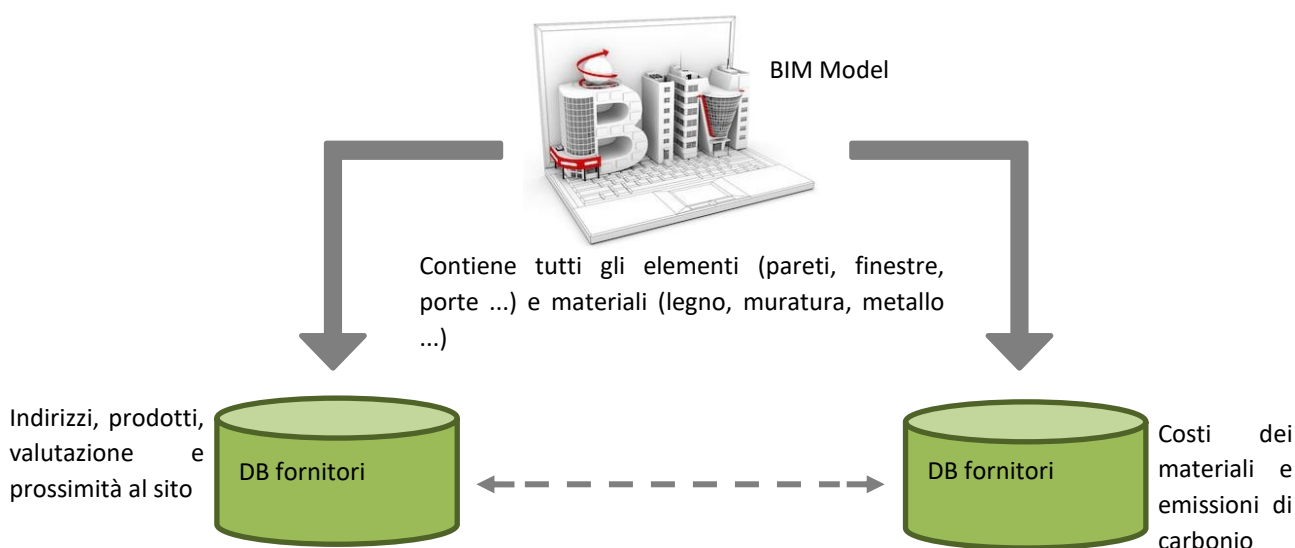 BIM
BIM Model
Contiene tutti gli elementi (pareti, finestre,
porte ...) e materiali (legno, muratura, metallo
...)
Indirizzi, prodotti,
valutazione e
prossimità al sito
DB fornitori
DB fornitori
Costi dei
materiali e
emissioni di
carbonio